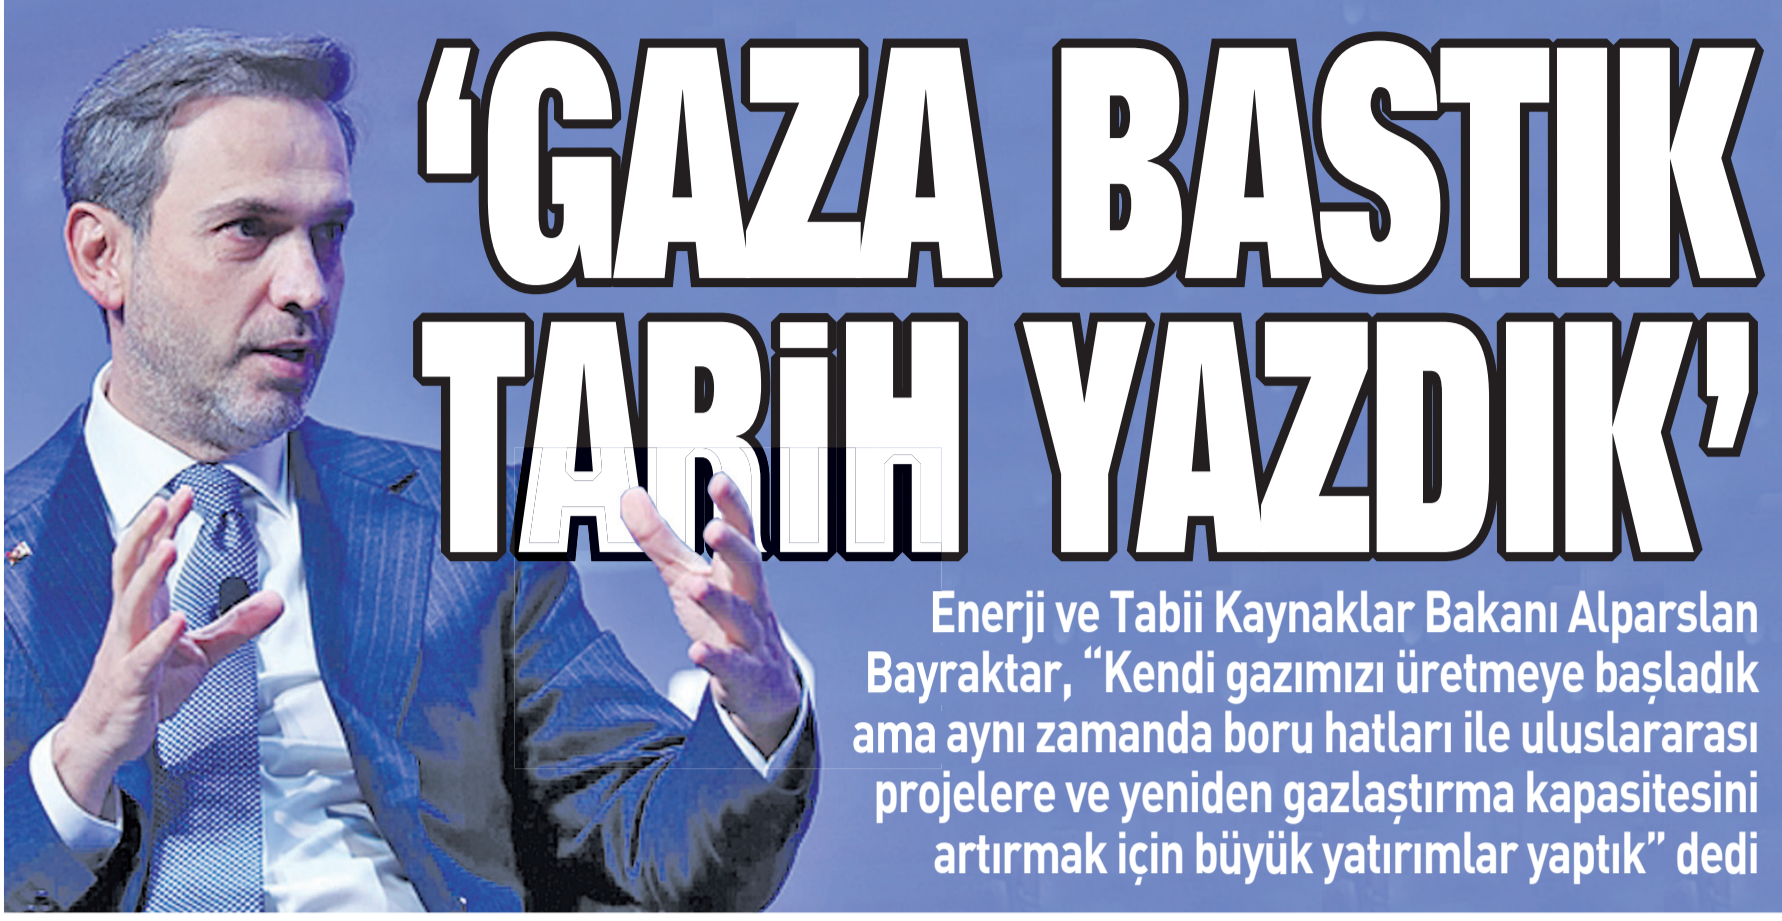 ‘GAZA BASTIK
TARİH YAZDIK’
Enerji ve Tabii Kaynaklar Bakanı Alparslan
Bayraktar, “Kendi gazımızı üretmeye başladık
ama aynı zamanda boru hatları ile uluslararası
projelere ve yeniden gazlaştırma kapasitesini
artırmak için büyük yatırımlar yaptık” dedi